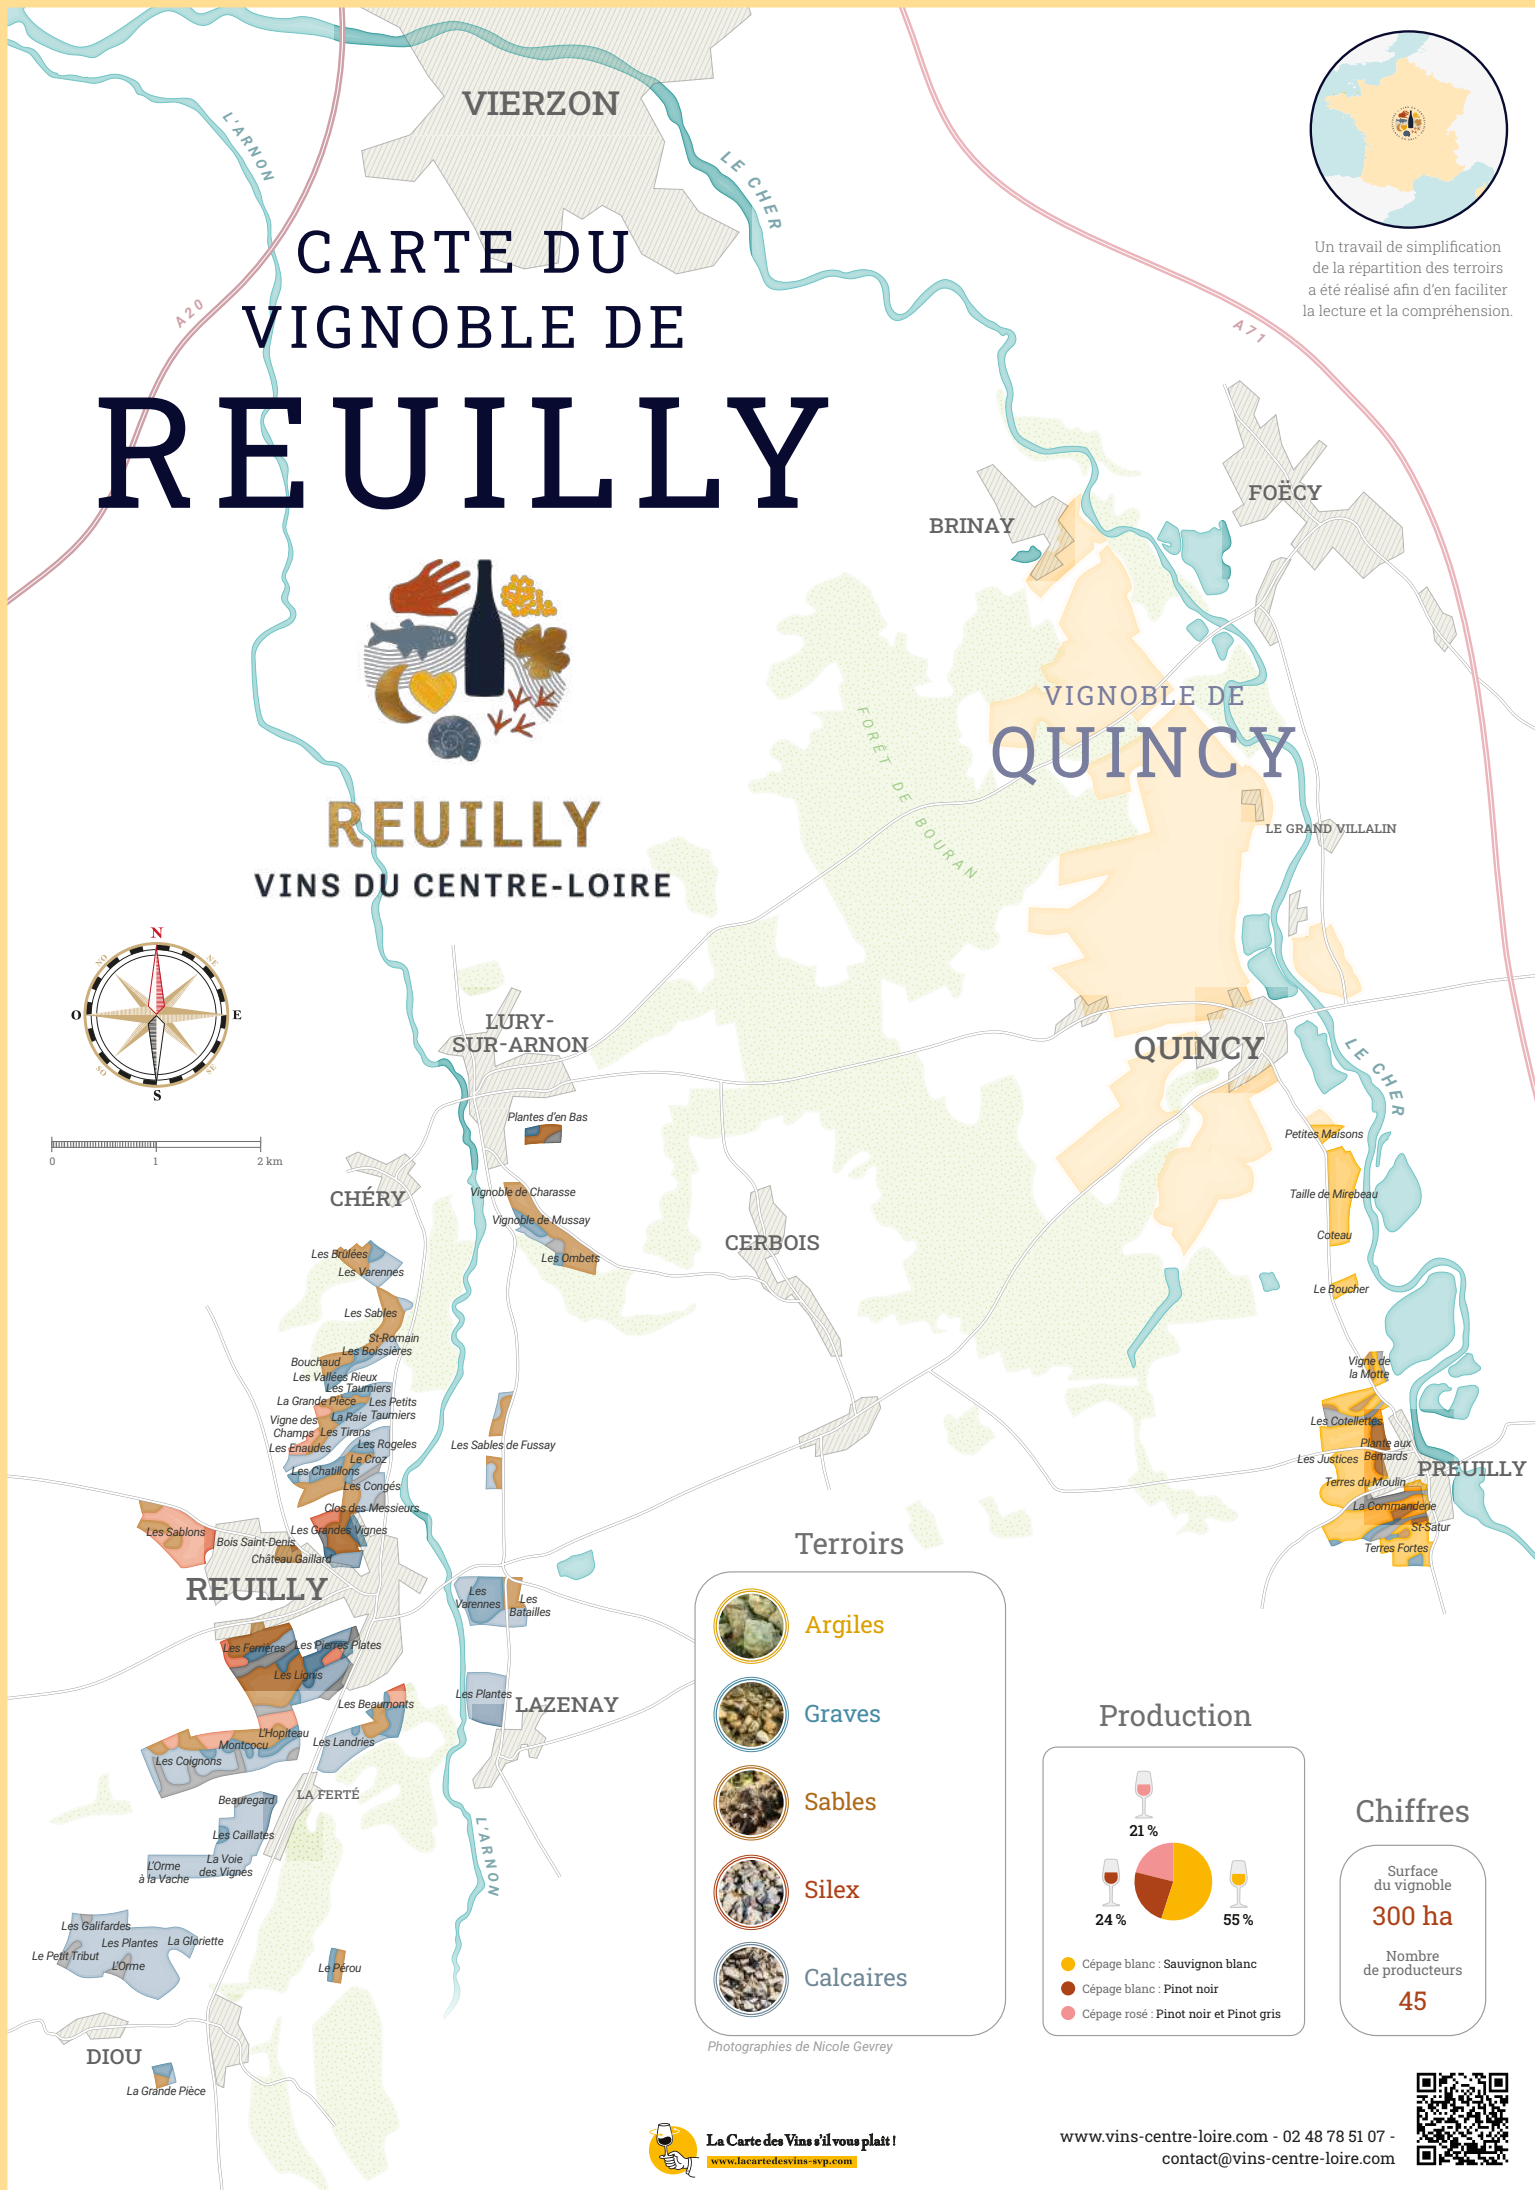 VIERZON
L'ARNON
LE CHER
CARTE DU
VIGNOBLE DE
REUILLY
A20
A71
Un travail de simplification
de la répartition des terroirs
a été réalisé afin d'en faciliter
la lecture et la compréhension.
BRINAY
FOËCY
FORÊT DE BOURAN
VIGNOBLE DE
QUINCY
LE GRAND VILLALIN
REUILLY
VINS DU CENTRE-LOIRE
N
NO
NE
O
E
SO
SE
S
0
1
2 km
LURY-
SUR-ARNON
QUINCY
LE CHER
Plantes d'en Bas
Petites Maisons
CHÉRY
Vignoble de Charasse
Taille de Mirebeau
Vignoble de Mussay
Coteau
CERBOIS
Les Ombets
Les Brûlées
Les Varennes
Le Boucher
Les Sables
St-Romain
Les Boissières
Bouchaud
Vigne de
la Motte
Les Vallées Rieux
Les Taumiers
La Grande Pièce
Les Petits
Taumiers
Vigne des
Champs
La Raie
Les Tirans
Les Cotellettes
Les Enaudes
Les Rogeles
Les Sables de Fussay
Plante aux
Bernards
Le Croz
Les Justices
Les Chatillons
PREUILLY
Les Congés
Terres du Moulin
Clos des Messieurs
La Commanderie
Les Sablons
Les Grandes Vignes
St-Satur
Bois Saint-Denis
Terres Fortes
Château Gaillard
REUILLY
Les
Varennes
Les
Batailles
Les Ferrières
Les Pierres Plates
Les Lignis
Les Plantes
LAZENAY
Les Beaumonts
L'Hopiteau
Montcocu
Les Landries
Les Coignons
LA FERTÉ
Beauregard
Les Caillates
L'ARNON
La Voie
des Vignes
L'Orme
à la Vache
Les Galifardes
Les Plantes
La Gloriette
Le Petit Tribut
L'Orme
Le Pérou
DIOU
La Grande Pièce
Terroirs
Argiles
Graves
Sables
Silex
Calcaires
Photographies de Nicole Gevrey
Production
21 %
24 %
55 %
Cépage blanc : Sauvignon blanc
Cépage blanc : Pinot noir
Cépage rosé : Pinot noir et Pinot gris
Chiffres
Surface
du vignoble
300 ha
Nombre
de producteurs
45
La Carte des Vins s'il vous plaît !
www.lacartedesvins-svp.com
www.vins-centre-loire.com - 02 48 78 51 07 -
contact@vins-centre-loire.com